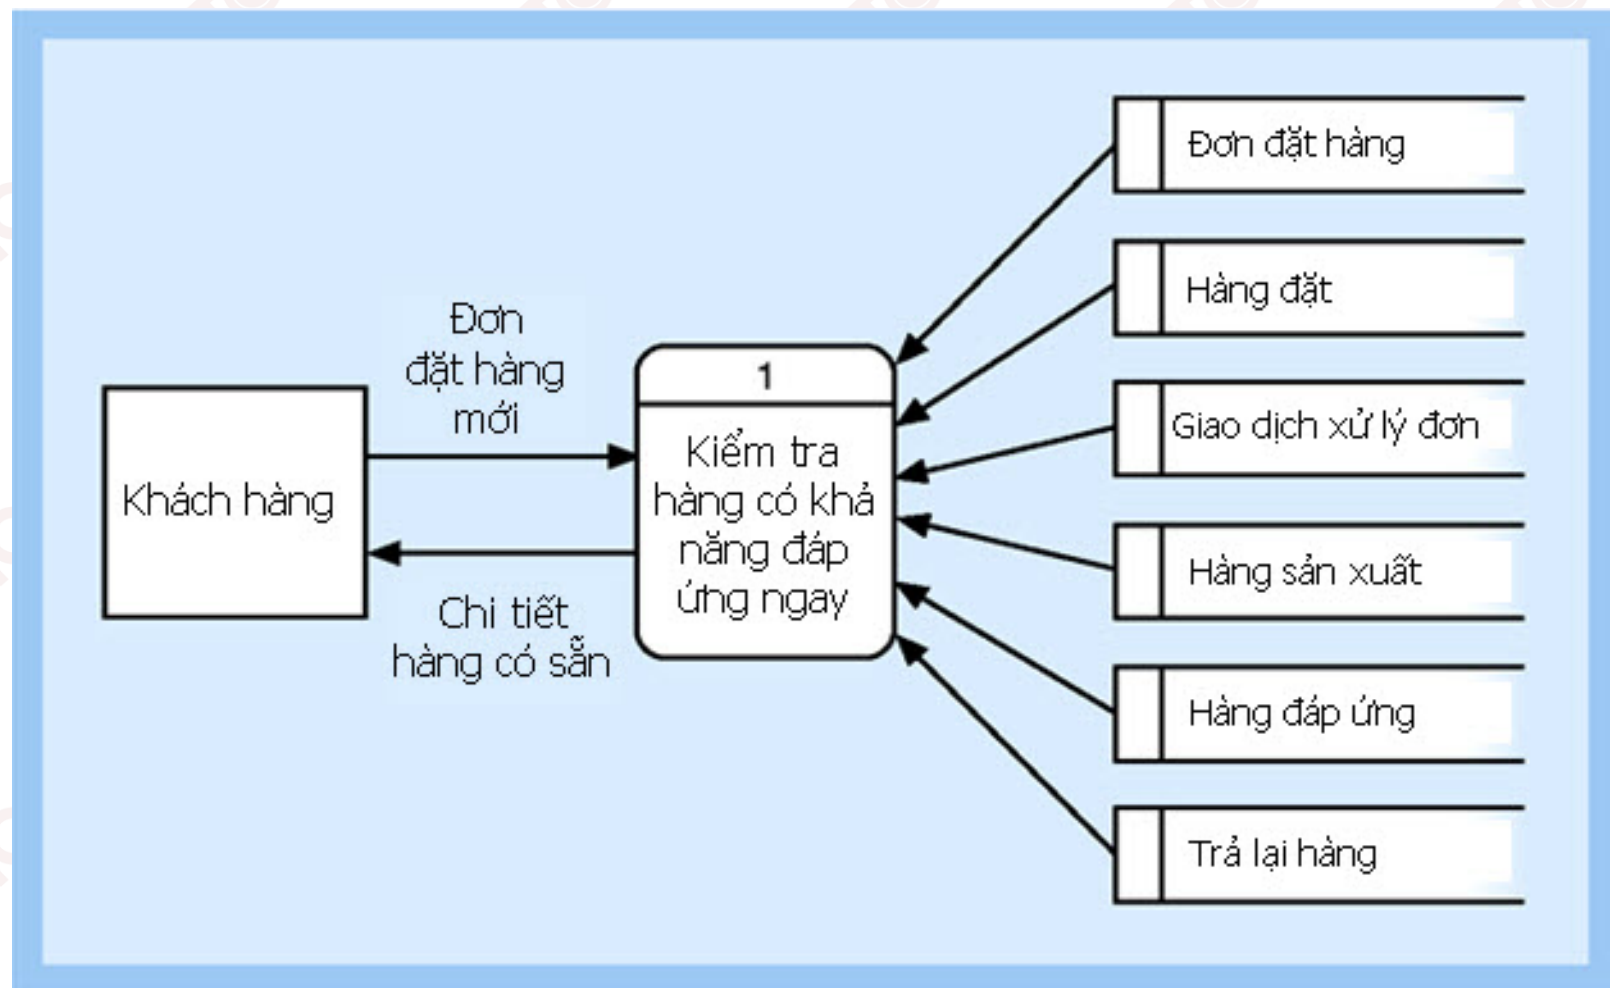 Khách hàng
Đơn
đặt hàng
mới
Chi tiết
hàng có sẵn
1
Kiểm tra
hàng có khả
năng đáp
ứng ngay
Đơn đặt hàng
Hàng đặt
Giao dịch xử lý đơn
Hàng sản xuất
Hàng đáp ứng
Trả lại hàng